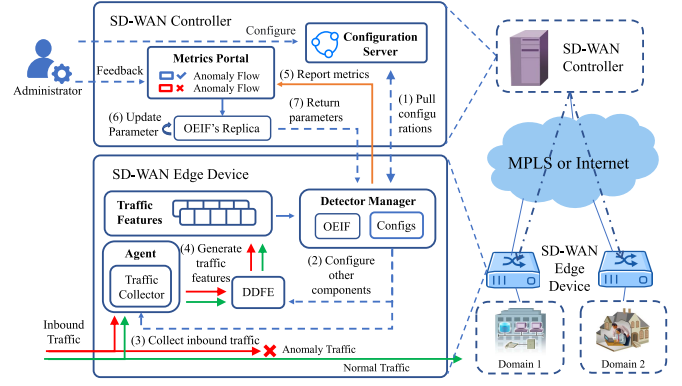 SD-WAN Controller
Configure
Configuration
Server
Metrics Portal
Anomaly Flow
Anomaly Flow
Feedback
Administrator
(5) Report metrics
(6) Update
Parameter
OEIF's Replica
(7) Return
parameters
(1) Pull
configu
rations
SD-WAN
Controller
MPLS or Internet
SD-WAN Edge Device
Traffic
Features
Detector Manager
OEIF
Configs
Agent
Traffic
Collector
(4) Generate
traffic
features
DDFE
(2) Configure
other
components
SD-WAN
Edge
Device
Inbound
Traffic
(3) Collect inbound traffic
Anomaly Traffic
Normal Traffic
Domain 1
Domain 2